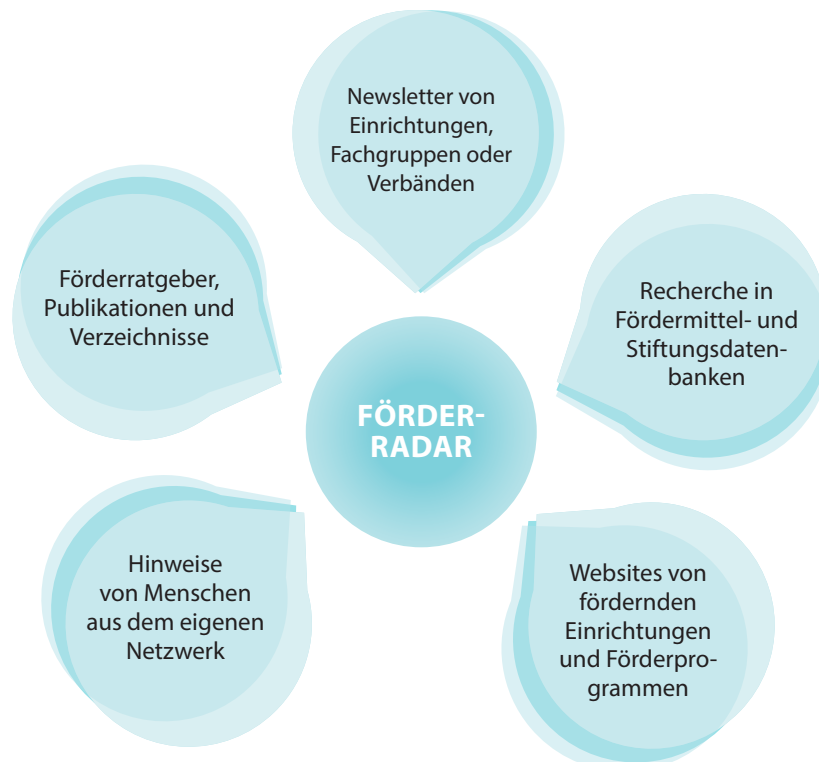 Newsletter von
Einrichtungen,
Fachgruppen oder
Verbänden
Förderratgeber,
Publikationen und
Verzeichnisse
Recherche in
Fördermittel- und
Stiftungsdaten-
banken
FÖRDER-
RADAR
Hinweise
von Menschen
aus dem eigenen
Netzwerk
Websites von
fördernden
Einrichtungen
und Förderpro-
grammen